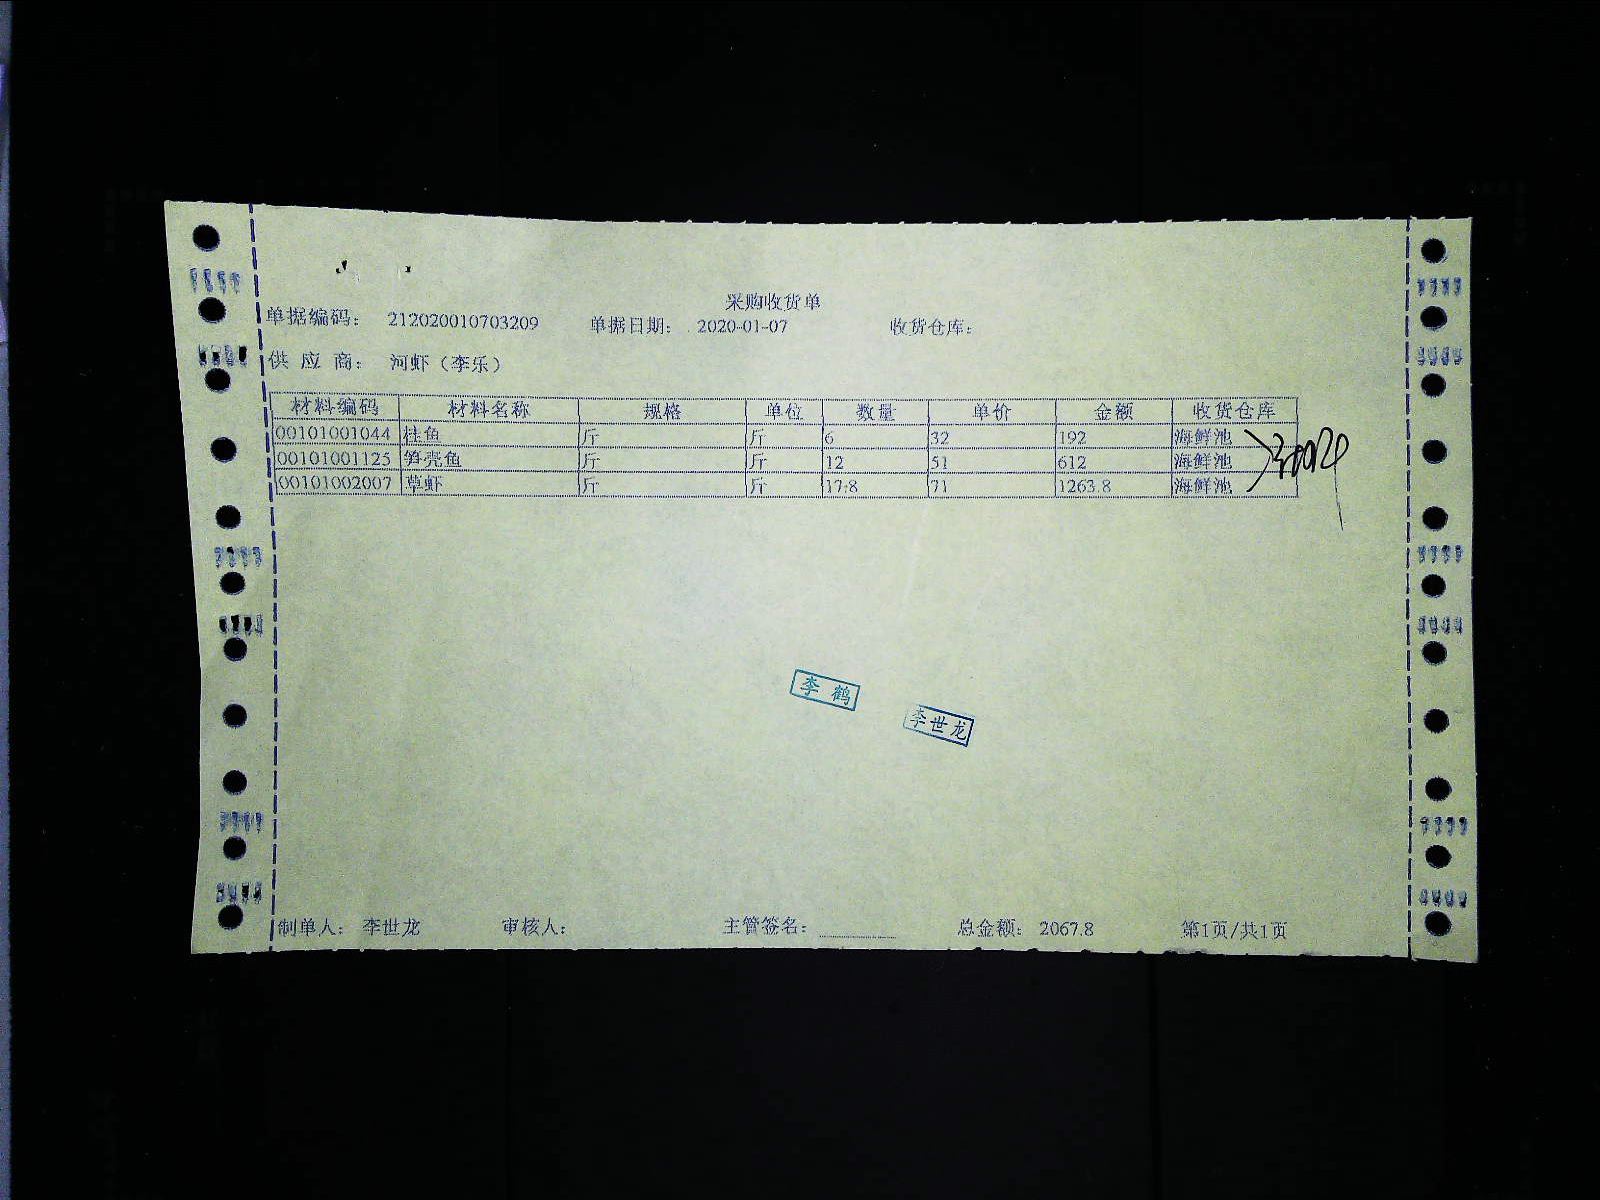 采购收货单
单据编码： 212020010703209 单据日期： 2020-01-07 收货仓库：
供 应 商： 河虾（李乐）
材料编码 材料名称 规格 单位 数量 单价 金额 收货仓库
00101001044 桂鱼 斤 斤 6 32 192 海鲜池
00101001125 笋壳鱼 斤 斤 12 51 612 海鲜池
00101002007 草虾 斤 斤 17.8 71 1263.8 海鲜池
李 鹤
李世龙
制单人： 李世龙 审核人： 主管签名： 总金额： 2067.8 第1页/共1页